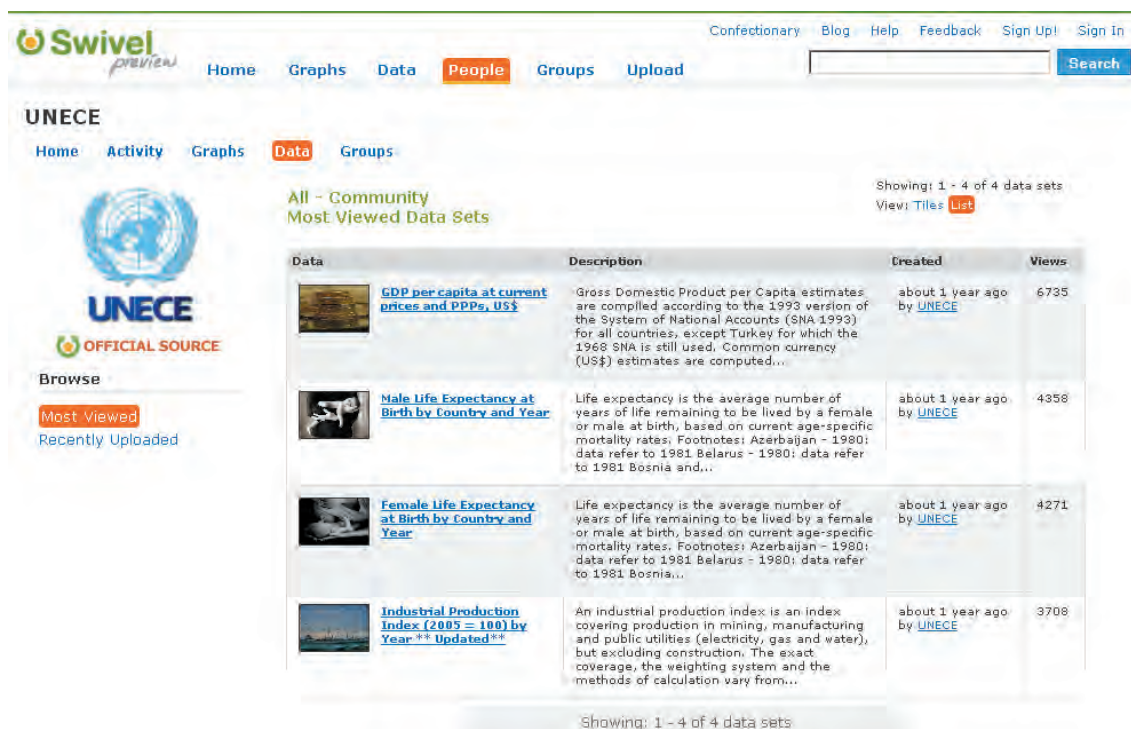 Confectionary Blog Help Feedback Sign Up! Sign In
Swivel
preview
Home Graphs Data People Groups Upload
Search
UNECE
Home Activity Graphs Data Groups
UNECE
OFFICIAL SOURCE
Browse
Most Viewed
Recently Uploaded
All - Community
Most Viewed Data Sets
Showing: 1 - 4 of 4 data sets
View: Tiles List
Data Description Created Views
GDP per capita at current
prices and PPPs, US$
Gross Domestic Product per Capita estimates
are compiled according to the 1993 version of
the System of National Accounts (SNA 1993)
for all countries, except Turkey for which the
1968 SNA is still used. Common currency
(US$) estimates are computed...
about 1 year ago
by UNECE
6735
Male Life Expectancy at
Birth by Country and Year
Life expectancy is the average number of
years of life remaining to be lived by a female
or male at birth, based on current age-specific
mortality rates. Footnotes: Azerbaijan - 1980:
data refer to 1981 Belarus - 1980: data refer
to 1981 Bosnia and...
about 1 year ago
by UNECE
4358
Female Life Expectancy
at Birth by Country and
Year
Life expectancy is the average number of
years of life remaining to be lived by a female
or male at birth, based on current age-specific
mortality rates. Footnotes: Azerbaijan - 1980:
data refer to 1981 Belarus - 1980: data refer
to 1981 Bosnia...
about 1 year ago
by UNECE
4271
Industrial Production
Index (2005 = 100) by
Year ** Updated**
An industrial production index is an index
covering production in mining, manufacturing
and public utilities (electricity, gas and water),
but excluding construction. The exact
coverage, the weighting system and the
methods of calculation vary from...
about 1 year ago
by UNECE
3708
Showing: 1 - 4 of 4 data sets